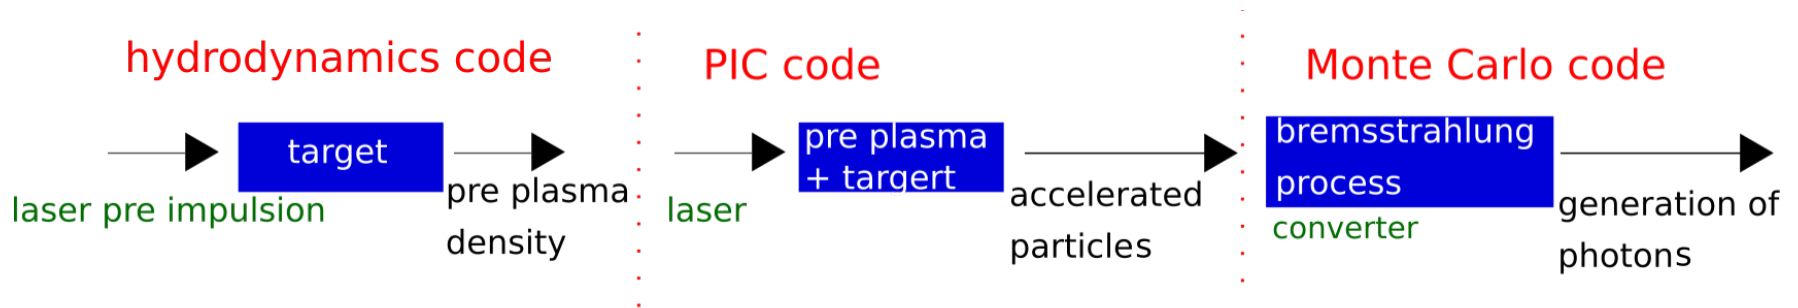 hydrodynamics code
target
laser pre impulsion
pre plasma
density
PIC code
pre plasma
+ targert
laser
accelerated
particles
Monte Carlo code
bremsstrahlung
process
converter
generation of
photons